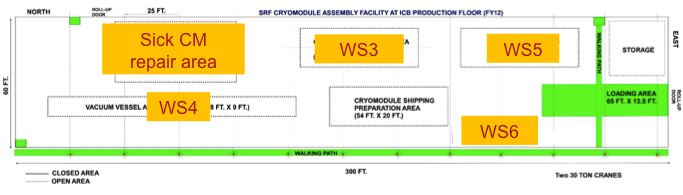 NORTH
ROLL-UP
DOOR
25 FT.
SRF CRYOMODULE ASSEMBLY FACILITY AT ICB PRODUCTION FLOOR (FY12)
EAST
60 FT.
Sick CM
repair area
WS3
WS5
WALKING PATH
STORAGE
VACUUM VESSEL
WS4
FT. X 9 FT.)
CRYOMODULE SHIPPING
PREPARATION AREA
(54 FT. X 20 FT.)
WS6
LOADING AREA
65 FT. X 13.5 FT.
ROLL-UP
DOOR
WALKING PATH
300 FT.
CLOSED AREA
OPEN AREA
Two 30 TON CRANES